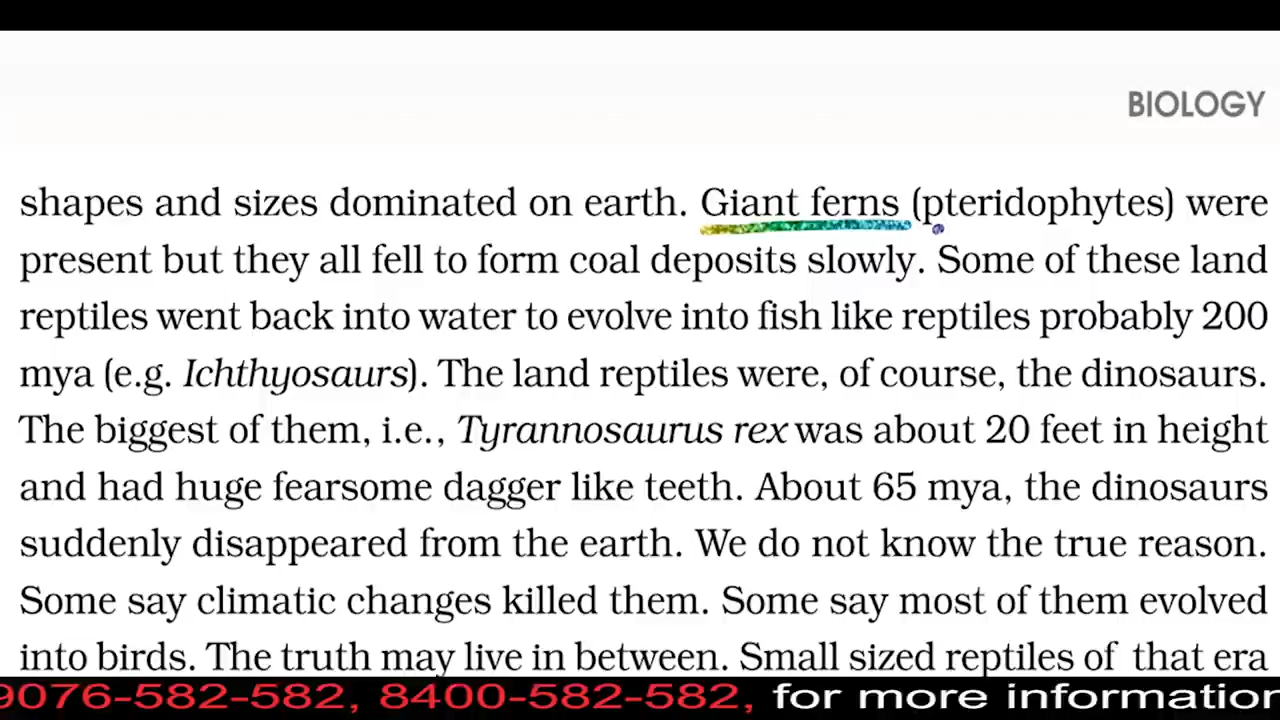 BIOLOGY
shapes and sizes dominated on earth. Giant ferns (pteridophytes) were
present but they all fell to form coal deposits slowly. Some of these land
reptiles went back into water to evolve into fish like reptiles probably 200
mya (e.g. Ichthyosaurs). The land reptiles were, of course, the dinosaurs.
The biggest of them, i.e., Tyrannosaurus rex was about 20 feet in height
and had huge fearsome dagger like teeth. About 65 mya, the dinosaurs
suddenly disappeared from the earth. We do not know the true reason.
Some say climatic changes killed them. Some say most of them evolved
into birds. The truth may live in between. Small sized reptiles of that era
9076-582-582, 8400-582-582, for more information